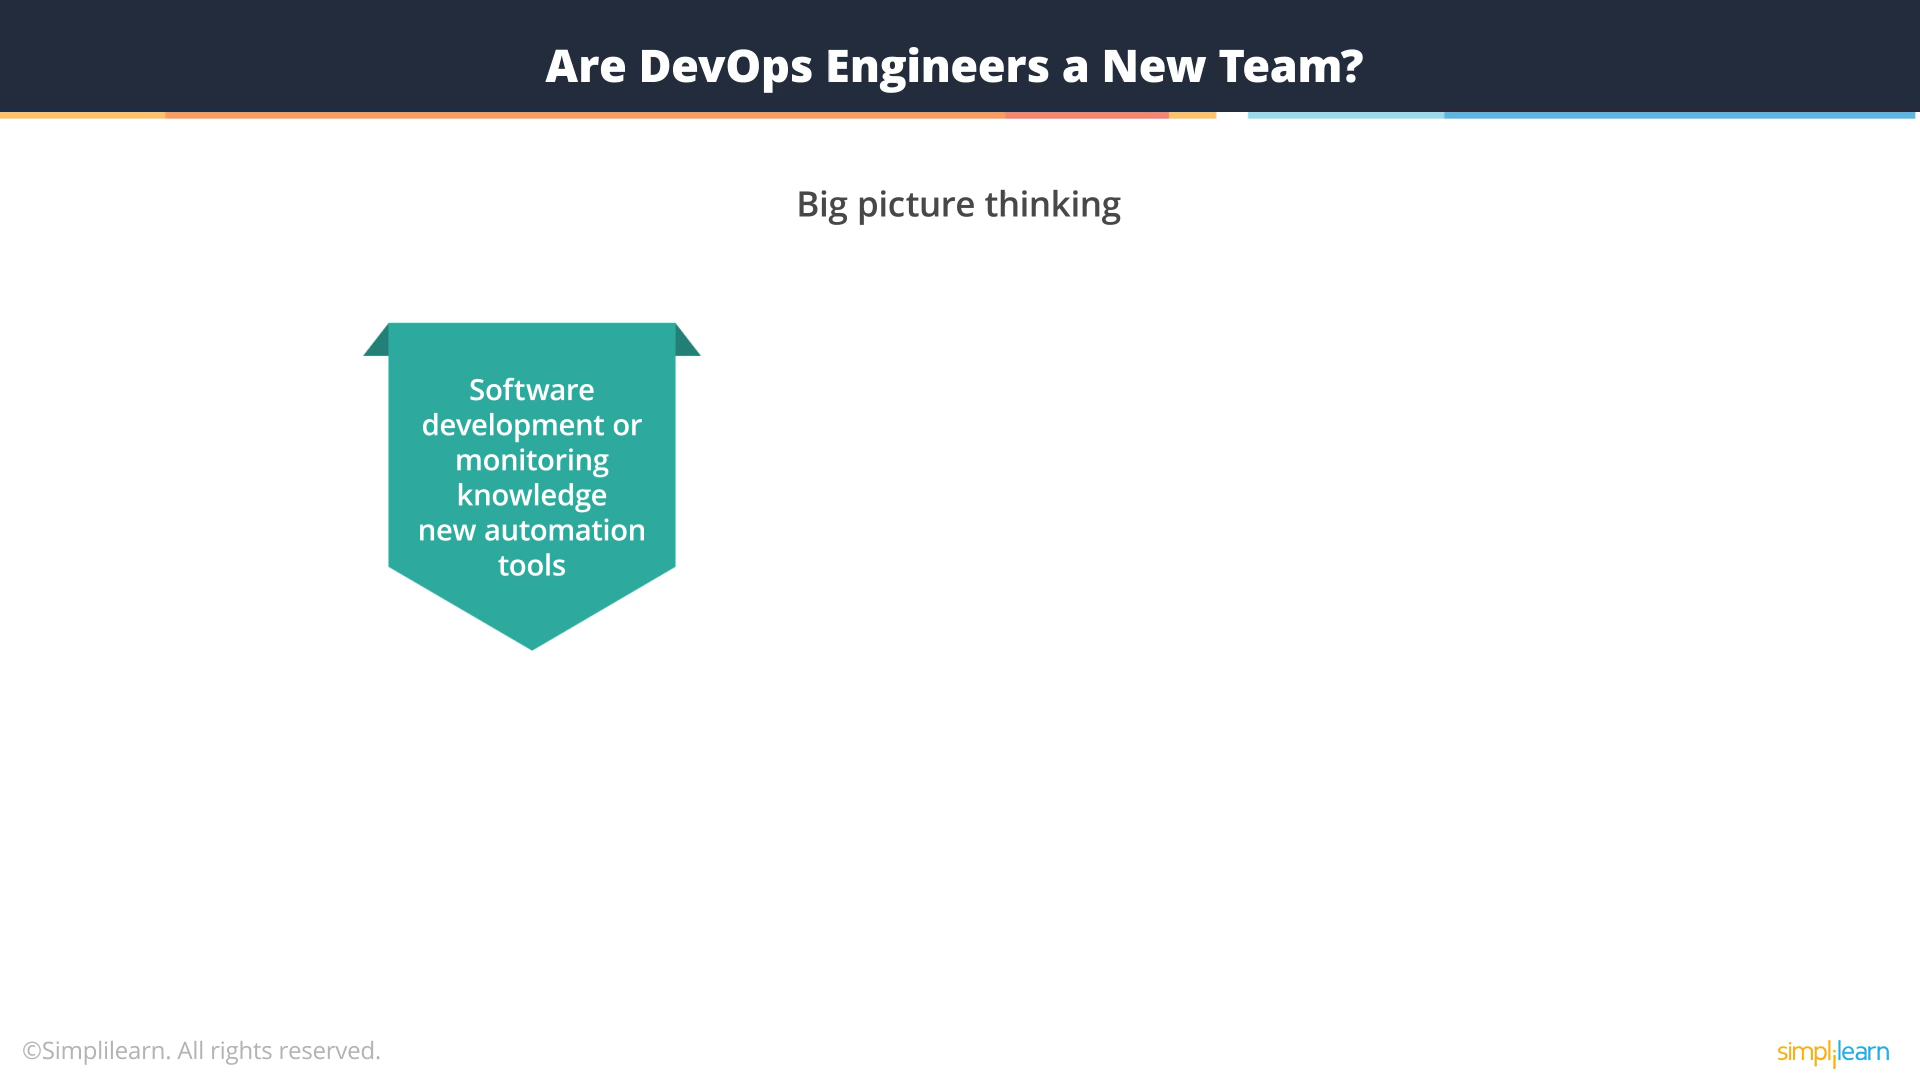 Are DevOps Engineers a New Team?
Big picture thinking
Software
development or
monitoring
knowledge
new automation
tools
©Simplilearn. All rights reserved.
simplilearn